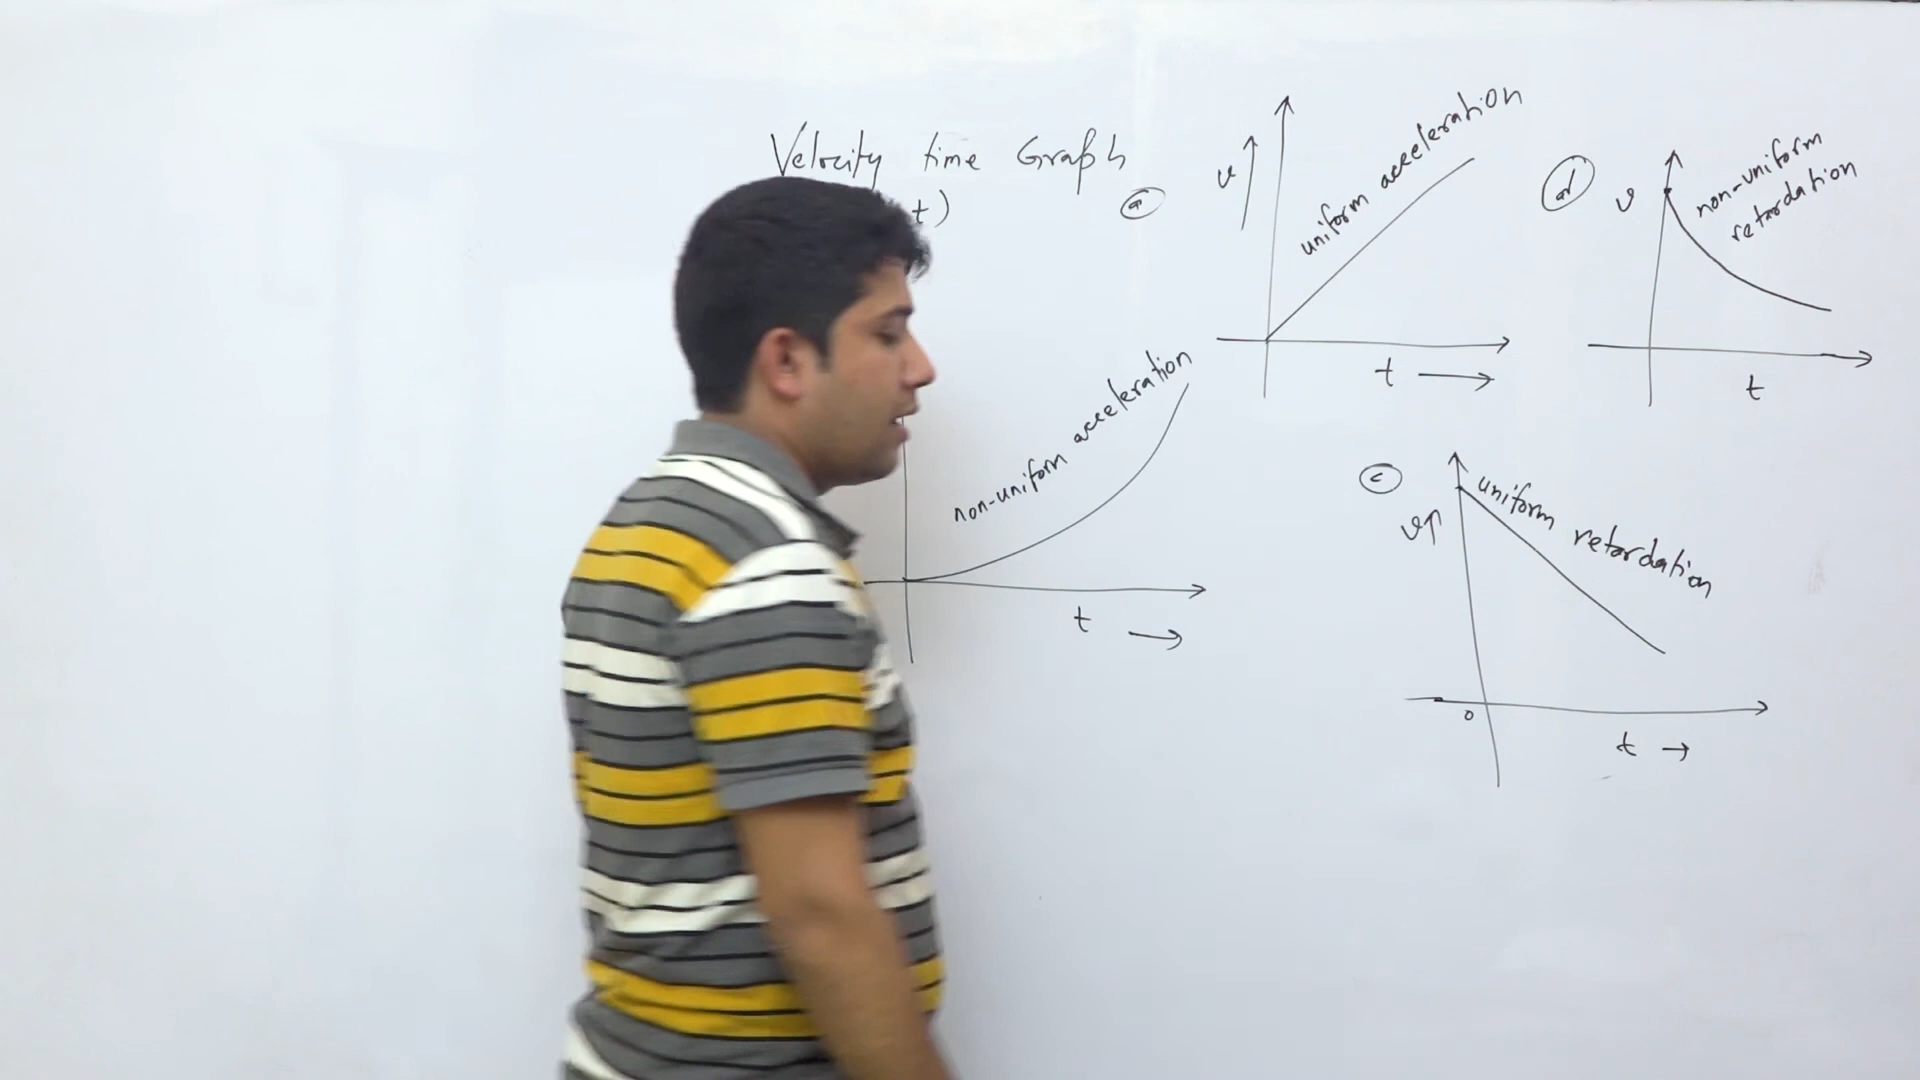 Velocity time Graph
t)
a
v
uniform acceleration
t
d
v
non-uniform
retardation
t
non-uniform acceleration
t
c
v
uniform retardation
o
t